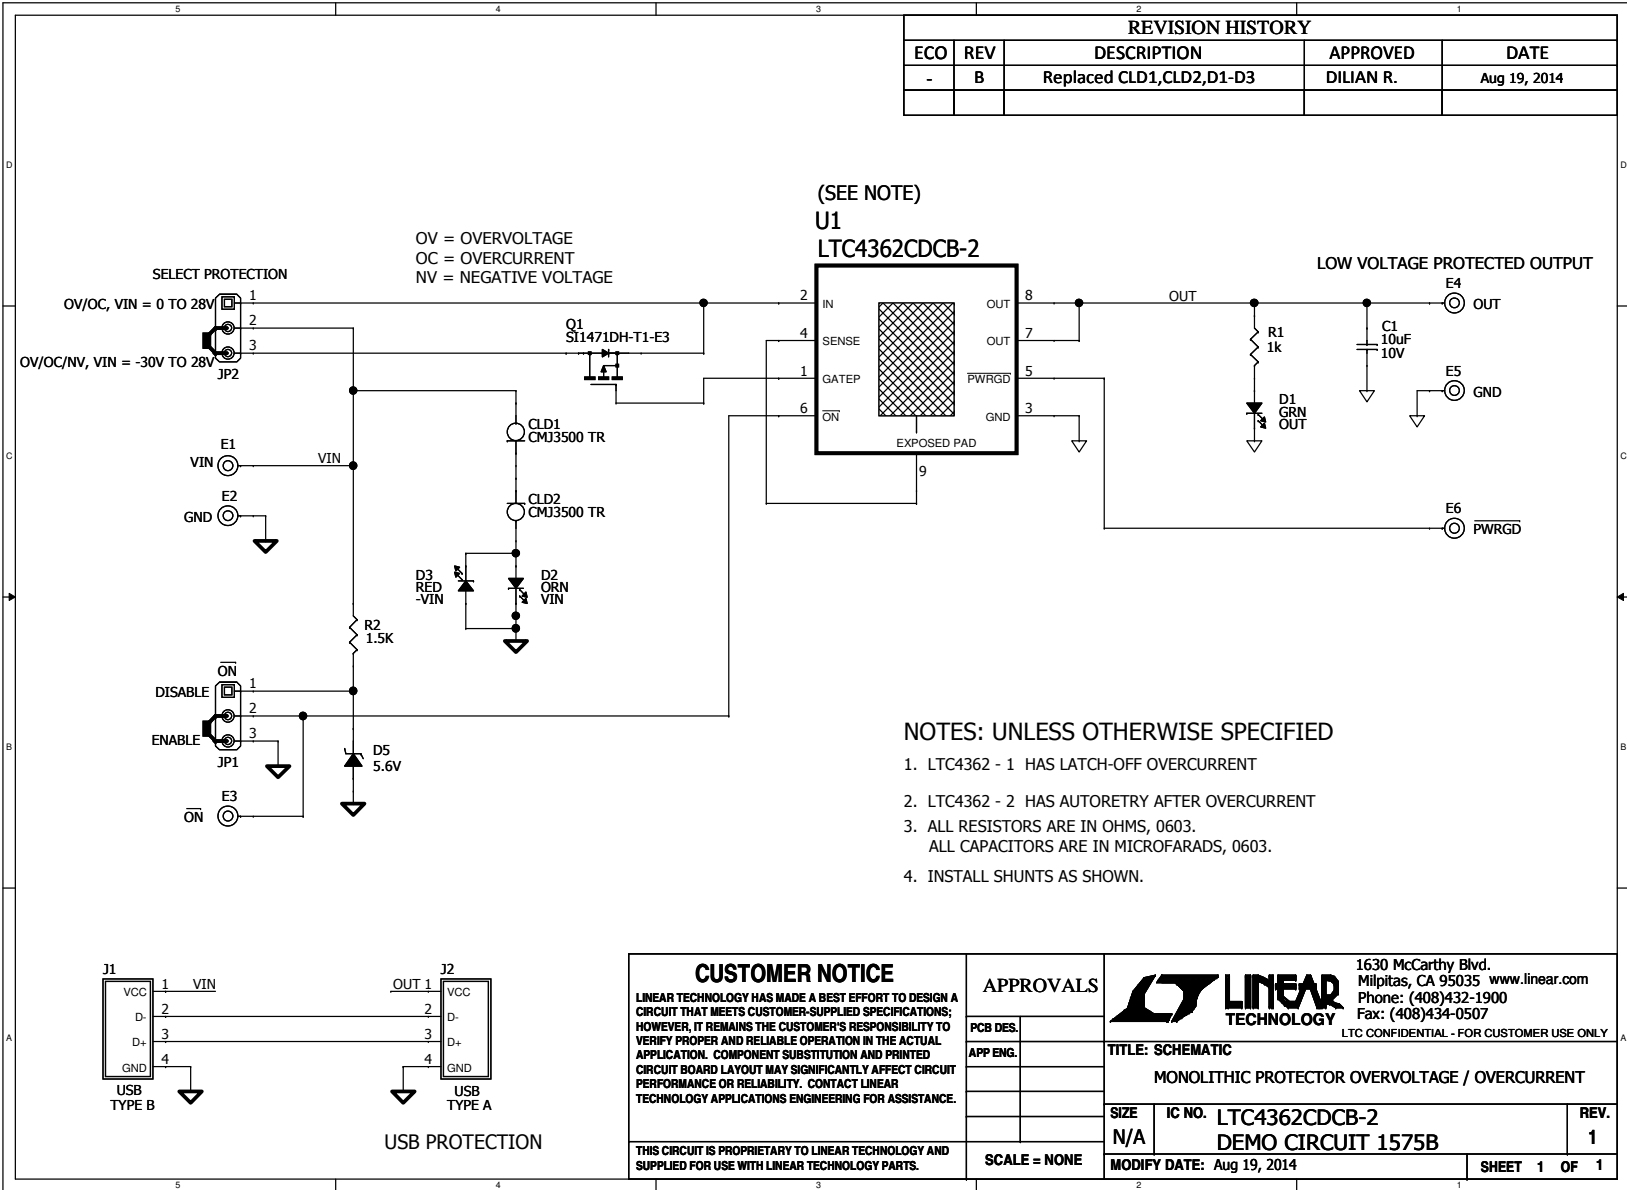 5 4 3 2 1
REVISION HISTORY
ECO REV DESCRIPTION APPROVED DATE
- B Replaced CLD1,CLD2,D1-D3 DILIAN R. Aug 19, 2014
D D
(SEE NOTE)
U1
LTC4362CDCB-2
OV = OVERVOLTAGE
OC = OVERCURRENT
NV = NEGATIVE VOLTAGE
SELECT PROTECTION
OV/OC, VIN = 0 TO 28V
1
2
3
OV/OC/NV, VIN = -30V TO 28V
JP2
Q1
SI1471DH-T1-E3
2 IN
4 SENSE
1 GATEP
6 ON
OUT 8
OUT 7
PWRGD 5
GND 3
EXPOSED PAD
9
LOW VOLTAGE PROTECTED OUTPUT
OUT
E4
OUT
R1
1k
C1
10uF
10V
E5
GND
D1
GRN
OUT
E6
PWRGD
C C
CLD1
CMJ3500 TR
CLD2
CMJ3500 TR
E1
VIN
VIN
E2
GND
D3
RED
-VIN
D2
ORN
VIN
R2
1.5K
ON
DISABLE
1
2
3
ENABLE
JP1
D5
5.6V
E3
ON
B B
NOTES: UNLESS OTHERWISE SPECIFIED
1. LTC4362 - 1 HAS LATCH-OFF OVERCURRENT
2. LTC4362 - 2 HAS AUTORETRY AFTER OVERCURRENT
3. ALL RESISTORS ARE IN OHMS, 0603.
ALL CAPACITORS ARE IN MICROFARADS, 0603.
4. INSTALL SHUNTS AS SHOWN.
J1
VCC 1 VIN
D- 2
D+ 3
GND 4
USB
TYPE B
J2
OUT 1 VCC
2 D-
3 D+
4 GND
USB
TYPE A
USB PROTECTION
A A
CUSTOMER NOTICE
LINEAR TECHNOLOGY HAS MADE A BEST EFFORT TO DESIGN A
CIRCUIT THAT MEETS CUSTOMER-SUPPLIED SPECIFICATIONS;
HOWEVER, IT REMAINS THE CUSTOMER'S RESPONSIBILITY TO
VERIFY PROPER AND RELIABLE OPERATION IN THE ACTUAL
APPLICATION. COMPONENT SUBSTITUTION AND PRINTED
CIRCUIT BOARD LAYOUT MAY SIGNIFICANTLY AFFECT CIRCUIT
PERFORMANCE OR RELIABILITY. CONTACT LINEAR
TECHNOLOGY APPLICATIONS ENGINEERING FOR ASSISTANCE.
THIS CIRCUIT IS PROPRIETARY TO LINEAR TECHNOLOGY AND
SUPPLIED FOR USE WITH LINEAR TECHNOLOGY PARTS.
APPROVALS
PCB DES.
APP ENG.
SCALE = NONE
LINEAR
TECHNOLOGY
1630 McCarthy Blvd.
Milpitas, CA 95035 www.linear.com
Phone: (408)432-1900
Fax: (408)434-0507
LTC CONFIDENTIAL - FOR CUSTOMER USE ONLY
TITLE: SCHEMATIC
MONOLITHIC PROTECTOR OVERVOLTAGE / OVERCURRENT
SIZE IC NO. LTC4362CDCB-2 REV.
N/A DEMO CIRCUIT 1575B 1
MODIFY DATE: Aug 19, 2014 SHEET 1 OF 1
5 4 3 2 1